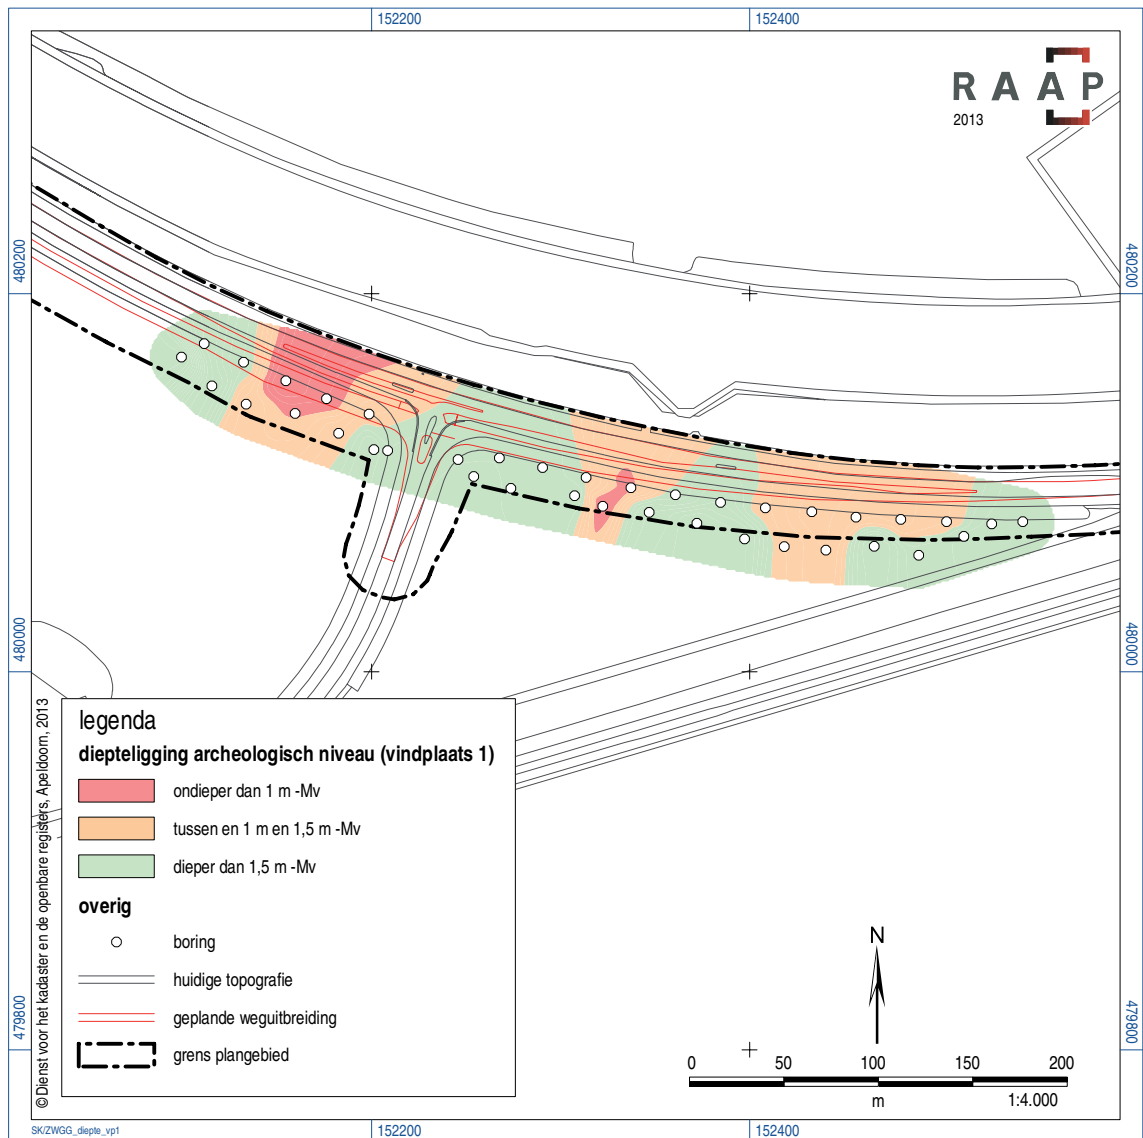 152200
152400
RAAP
2013
480200
480200
480000
480000
479800
479800
© Dienst voor het kadaster en de openbare registers, Apeldoorn, 2013
legenda
diepteligging archeologisch niveau (vindplaats 1)
ondieper dan 1 m -Mv
tussen en 1 m en 1,5 m -Mv
dieper dan 1,5 m -Mv
overig
boring
huidige topografie
geplande weguitbreiding
grens plangebied
N
0 50 100 150 200
m 1:4.000
SK/ZWGG_diepte_vp1
152200
152400